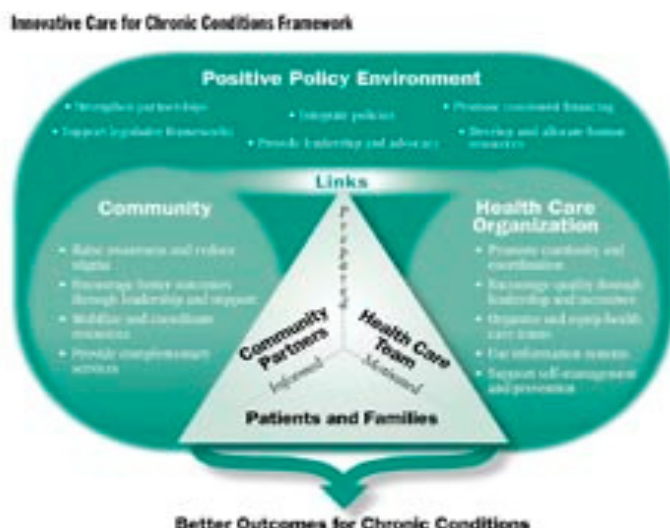 Innovative Care for Chronic Conditions Framework
Positive Policy Environment
• Strengthen partnerships
• Support legislative frameworks
• Integrate policies
• Provide leadership and advocacy
• Promote consistent financing
• Develop and allocate human
resources
Links
Community
• Raise awareness and reduce
stigma
• Encourage better outcomes
through leadership and support
• Mobilize and coordinate
resources
• Provide complementary
services
Health Care
Organization
• Promote continuity and
coordination
• Encourage quality through
leadership and incentives
• Organize and equip health
care teams
• Use information systems
• Support self-management
and prevention
Prepared
Community
Partners
Informed
Health Care
Team
Motivated
Patients and Families
Better Outcomes for Chronic Conditions